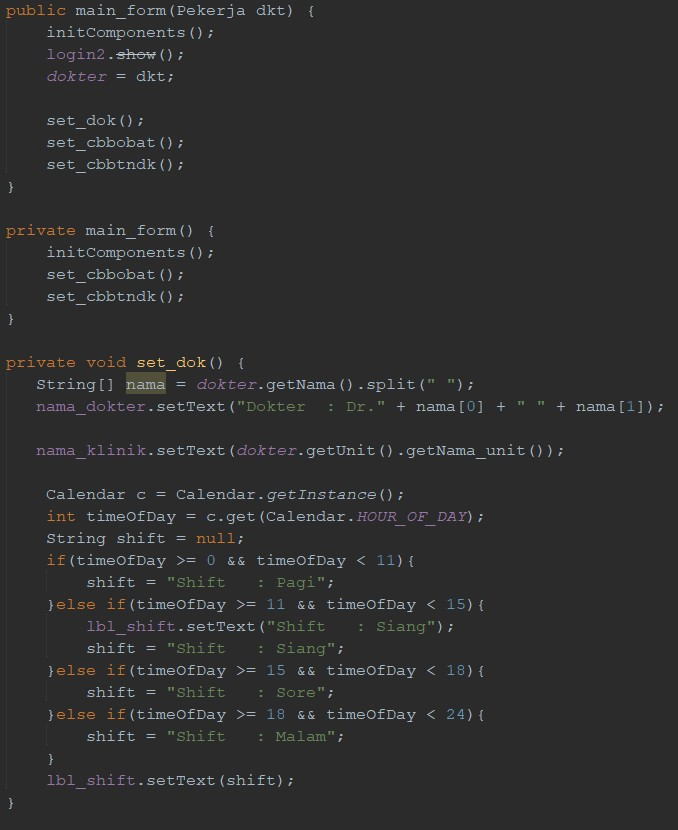 public main_form(Pekerja dkt) {
    initComponents();
    login2.show();
    dokter = dkt;

    set_dok();
    set_cbbobat();
    set_cbbtndk();
}

private main_form() {
    initComponents();
    set_cbbobat();
    set_cbbtndk();
}

private void set_dok() {
   String[] nama = dokter.getNama().split(" ");
   nama_dokter.setText("Dokter  : Dr." + nama[0] + " " + nama[1]);

   nama_klinik.setText(dokter.getUnit().getNama_unit());

    Calendar c = Calendar.getInstance();
    int timeOfDay = c.get(Calendar.HOUR_OF_DAY);
    String shift = null;
    if(timeOfDay >= 0 && timeOfDay < 11){
        shift = "Shift   : Pagi";
    }else if(timeOfDay >= 11 && timeOfDay < 15){
        lbl_shift.setText("Shift   : Siang");
        shift = "Shift   : Siang";
    }else if(timeOfDay >= 15 && timeOfDay < 18){
        shift = "Shift   : Sore";
    }else if(timeOfDay >= 18 && timeOfDay < 24){
        shift = "Shift   : Malam";
    }
    lbl_shift.setText(shift);
}